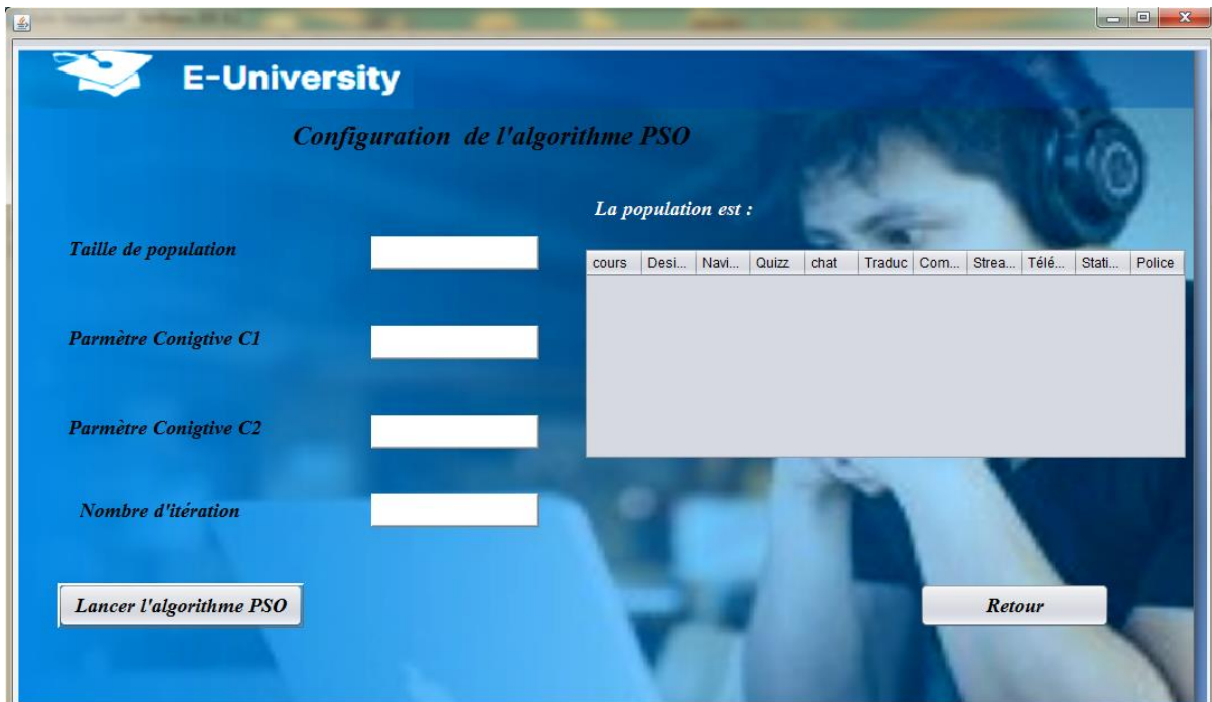 E-University
Configuration de l'algorithme PSO
La population est :
Taille de population
cours Desi... Navi... Quizz chat Traduc Com... Strea... Télé... Stati... Police
Parmètre Conigtive C1
Parmètre Conigtive C2
Nombre d'itération
Lancer l'algorithme PSO
Retour